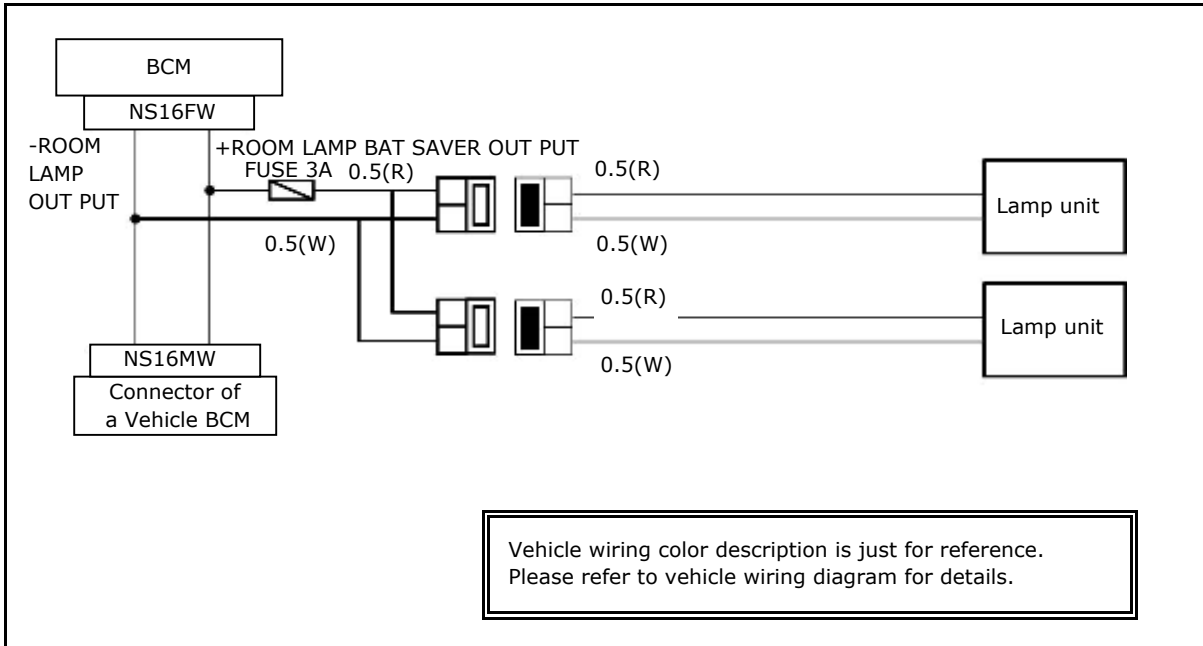 BCM
NS16FW
-ROOM
LAMP
OUT PUT
+ROOM LAMP BAT SAVER OUT PUT
FUSE 3A
0.5(R)
0.5(W)
0.5(R)
0.5(W)
Lamp unit
0.5(R)
0.5(W)
Lamp unit
NS16MW
Connector of
a Vehicle BCM
Vehicle wiring color description is just for reference.
Please refer to vehicle wiring diagram for details.